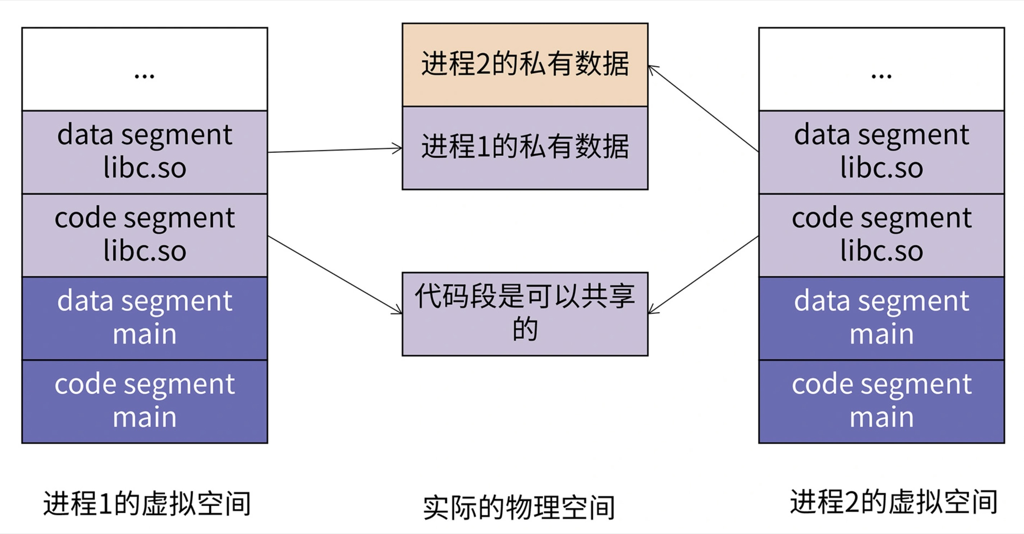 ...
data segment
libc.so
code segment
libc.so
data segment
main
code segment
main
进程1的虚拟空间
进程2的私有数据
进程1的私有数据
代码段是可以共享
的
实际的物理空间
...
data segment
libc.so
code segment
libc.so
data segment
main
code segment
main
进程2的虚拟空间